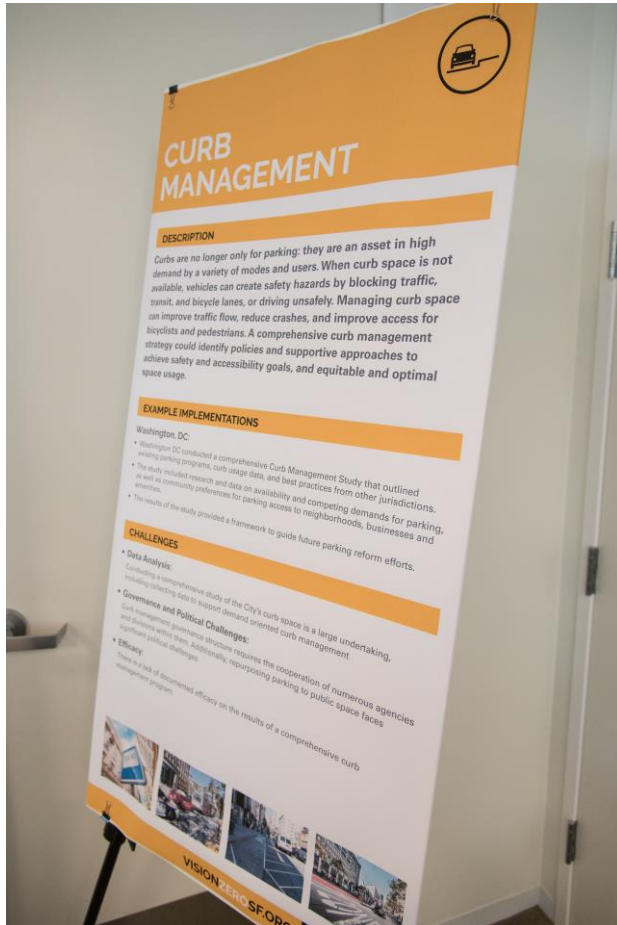 CURB
MANAGEMENT
DESCRIPTION
Curbs are no longer only for parking: they are an asset in high
demand by a variety of modes and users. When curb space is not
available, vehicles can create safety hazards by blocking traffic,
transit, and bicycle lanes, or driving unsafely. Managing curb space
can improve traffic flow, reduce crashes, and improve access for
bicyclists and pedestrians. A comprehensive curb management
strategy could identify policies and supportive approaches to
achieve safety and accessibility goals, and equitable and optimal
space usage.
EXAMPLE IMPLEMENTATIONS
Washington, DC:
• Washington DC conducted a comprehensive Curb Management Study that outlined
existing parking programs, curb usage data, and best practices from other jurisdictions.
• The study included research and data on availability and competing demands for parking,
as well as community preferences for parking access to neighborhoods, businesses and
amenities.
• The results of the study provided a framework to guide future parking reform efforts.
CHALLENGES
• Data Analysis:
Conducting a comprehensive study of the City's curb space is a large undertaking,
including collecting data to support demand oriented curb management
• Governance and Political Challenges:
Curb management governance structure requires the cooperation of numerous agencies
and divisions within them. Additionally, repurposing parking to public space faces
significant political challenges
• Efficacy:
There is a lack of documented efficacy on the results of a comprehensive curb
management program.
VISIONZEROSF.ORG